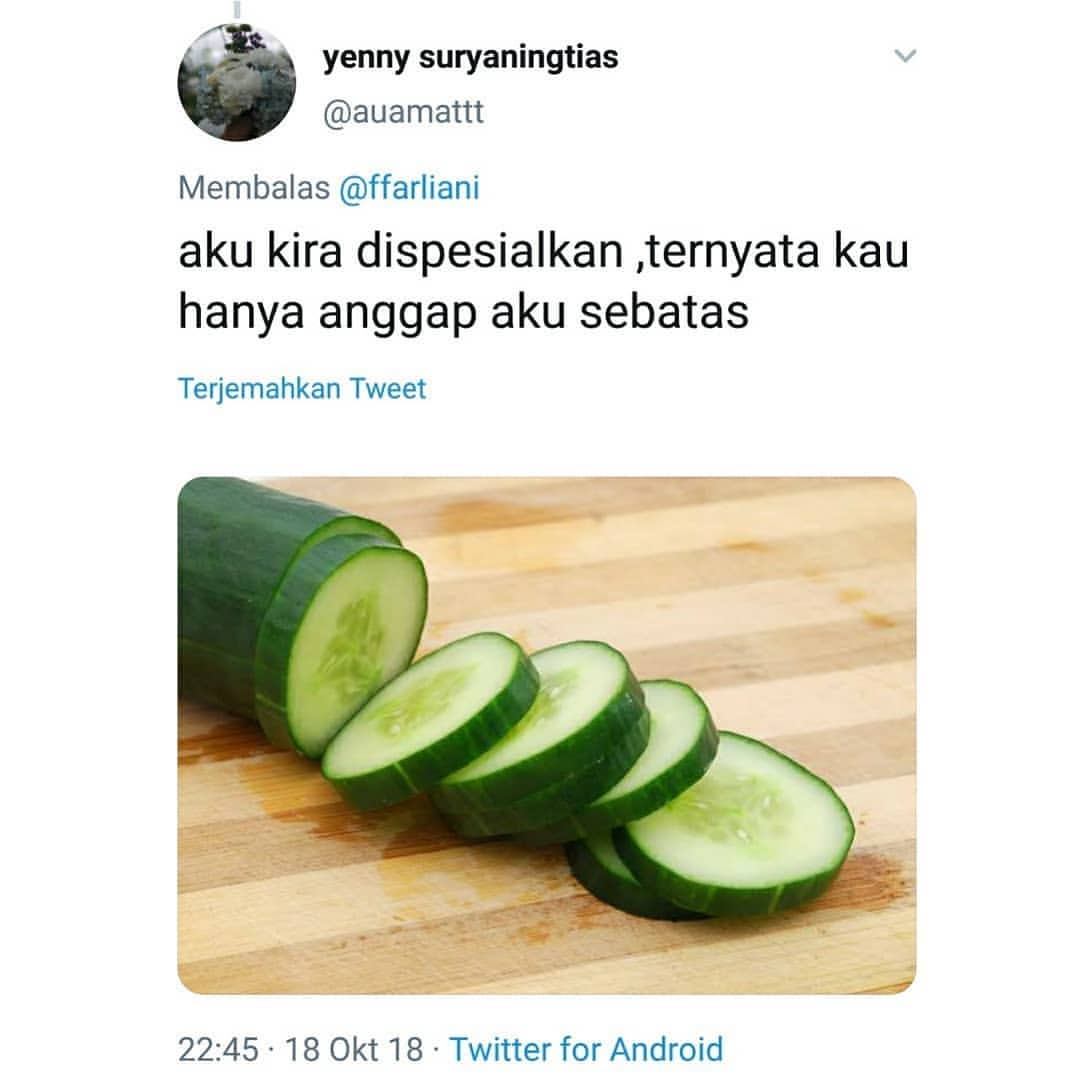 yenny suryaningtias
@auamattt
Membalas @ffarliani
aku kira dispesialkan ,ternyata kau
hanya anggap aku sebatas
Terjemahkan Tweet
22:45 · 18 Okt 18 · Twitter for Android